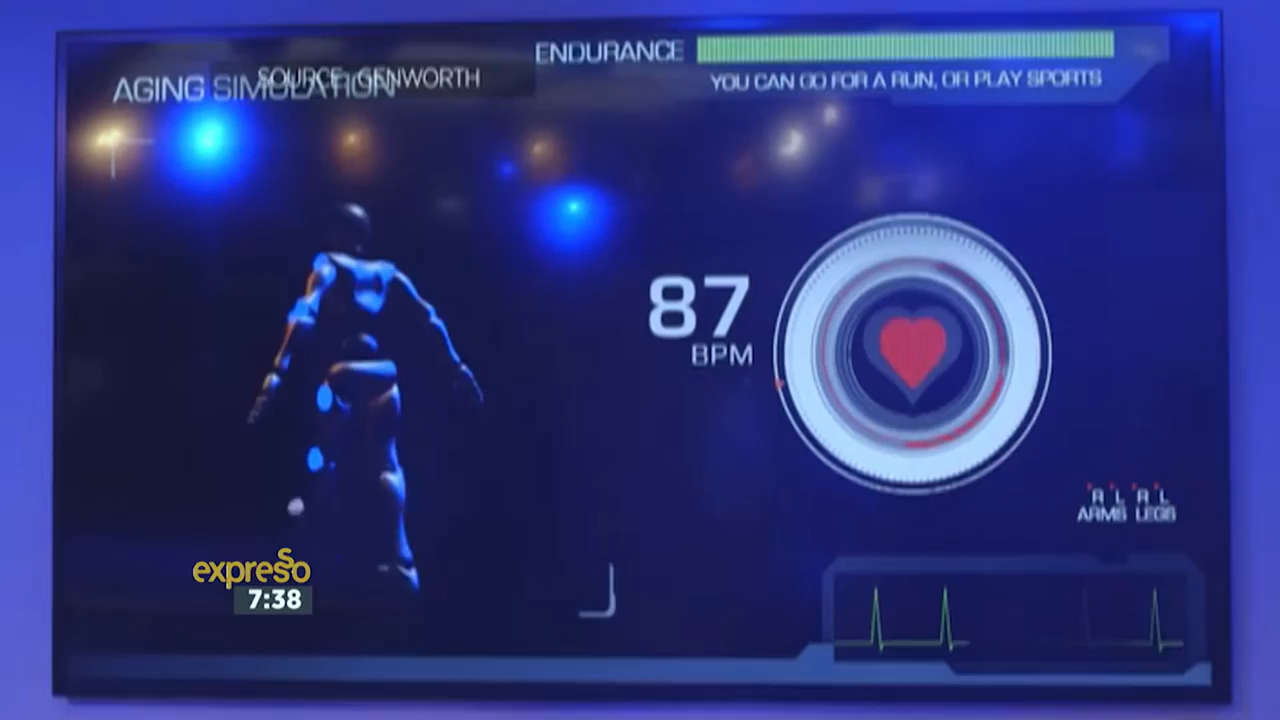 ENDURANCE
SOURCE: GENWORTH
AGING SIMULATION
YOU CAN GO FOR A RUN, OR PLAY SPORTS
87
BPM
R L R L
ARMS LEGS
expresso
7:38